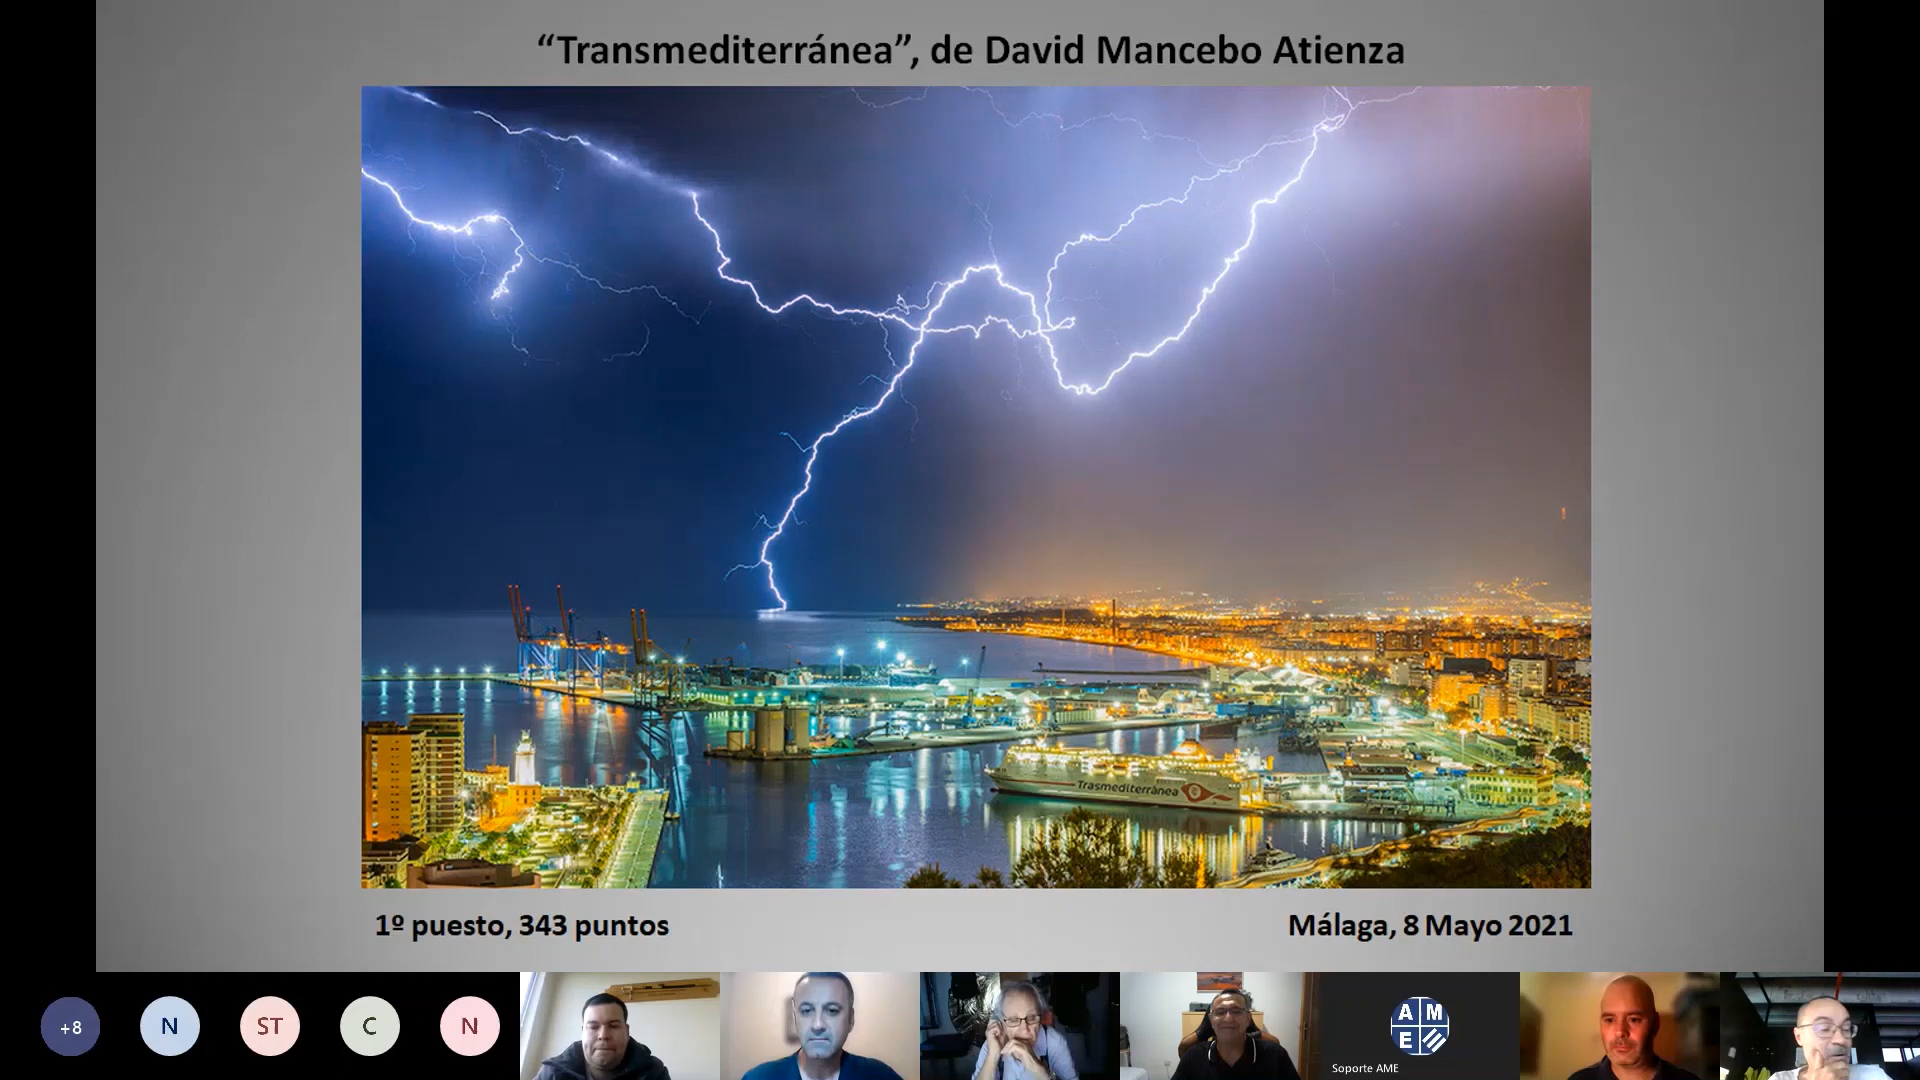 “Transmediterránea”, de David Mancebo Atienza
Trasmediterránea
1º puesto, 343 puntos
Málaga, 8 Mayo 2021
+8
N
ST
C
N
A M
E
Soporte AME